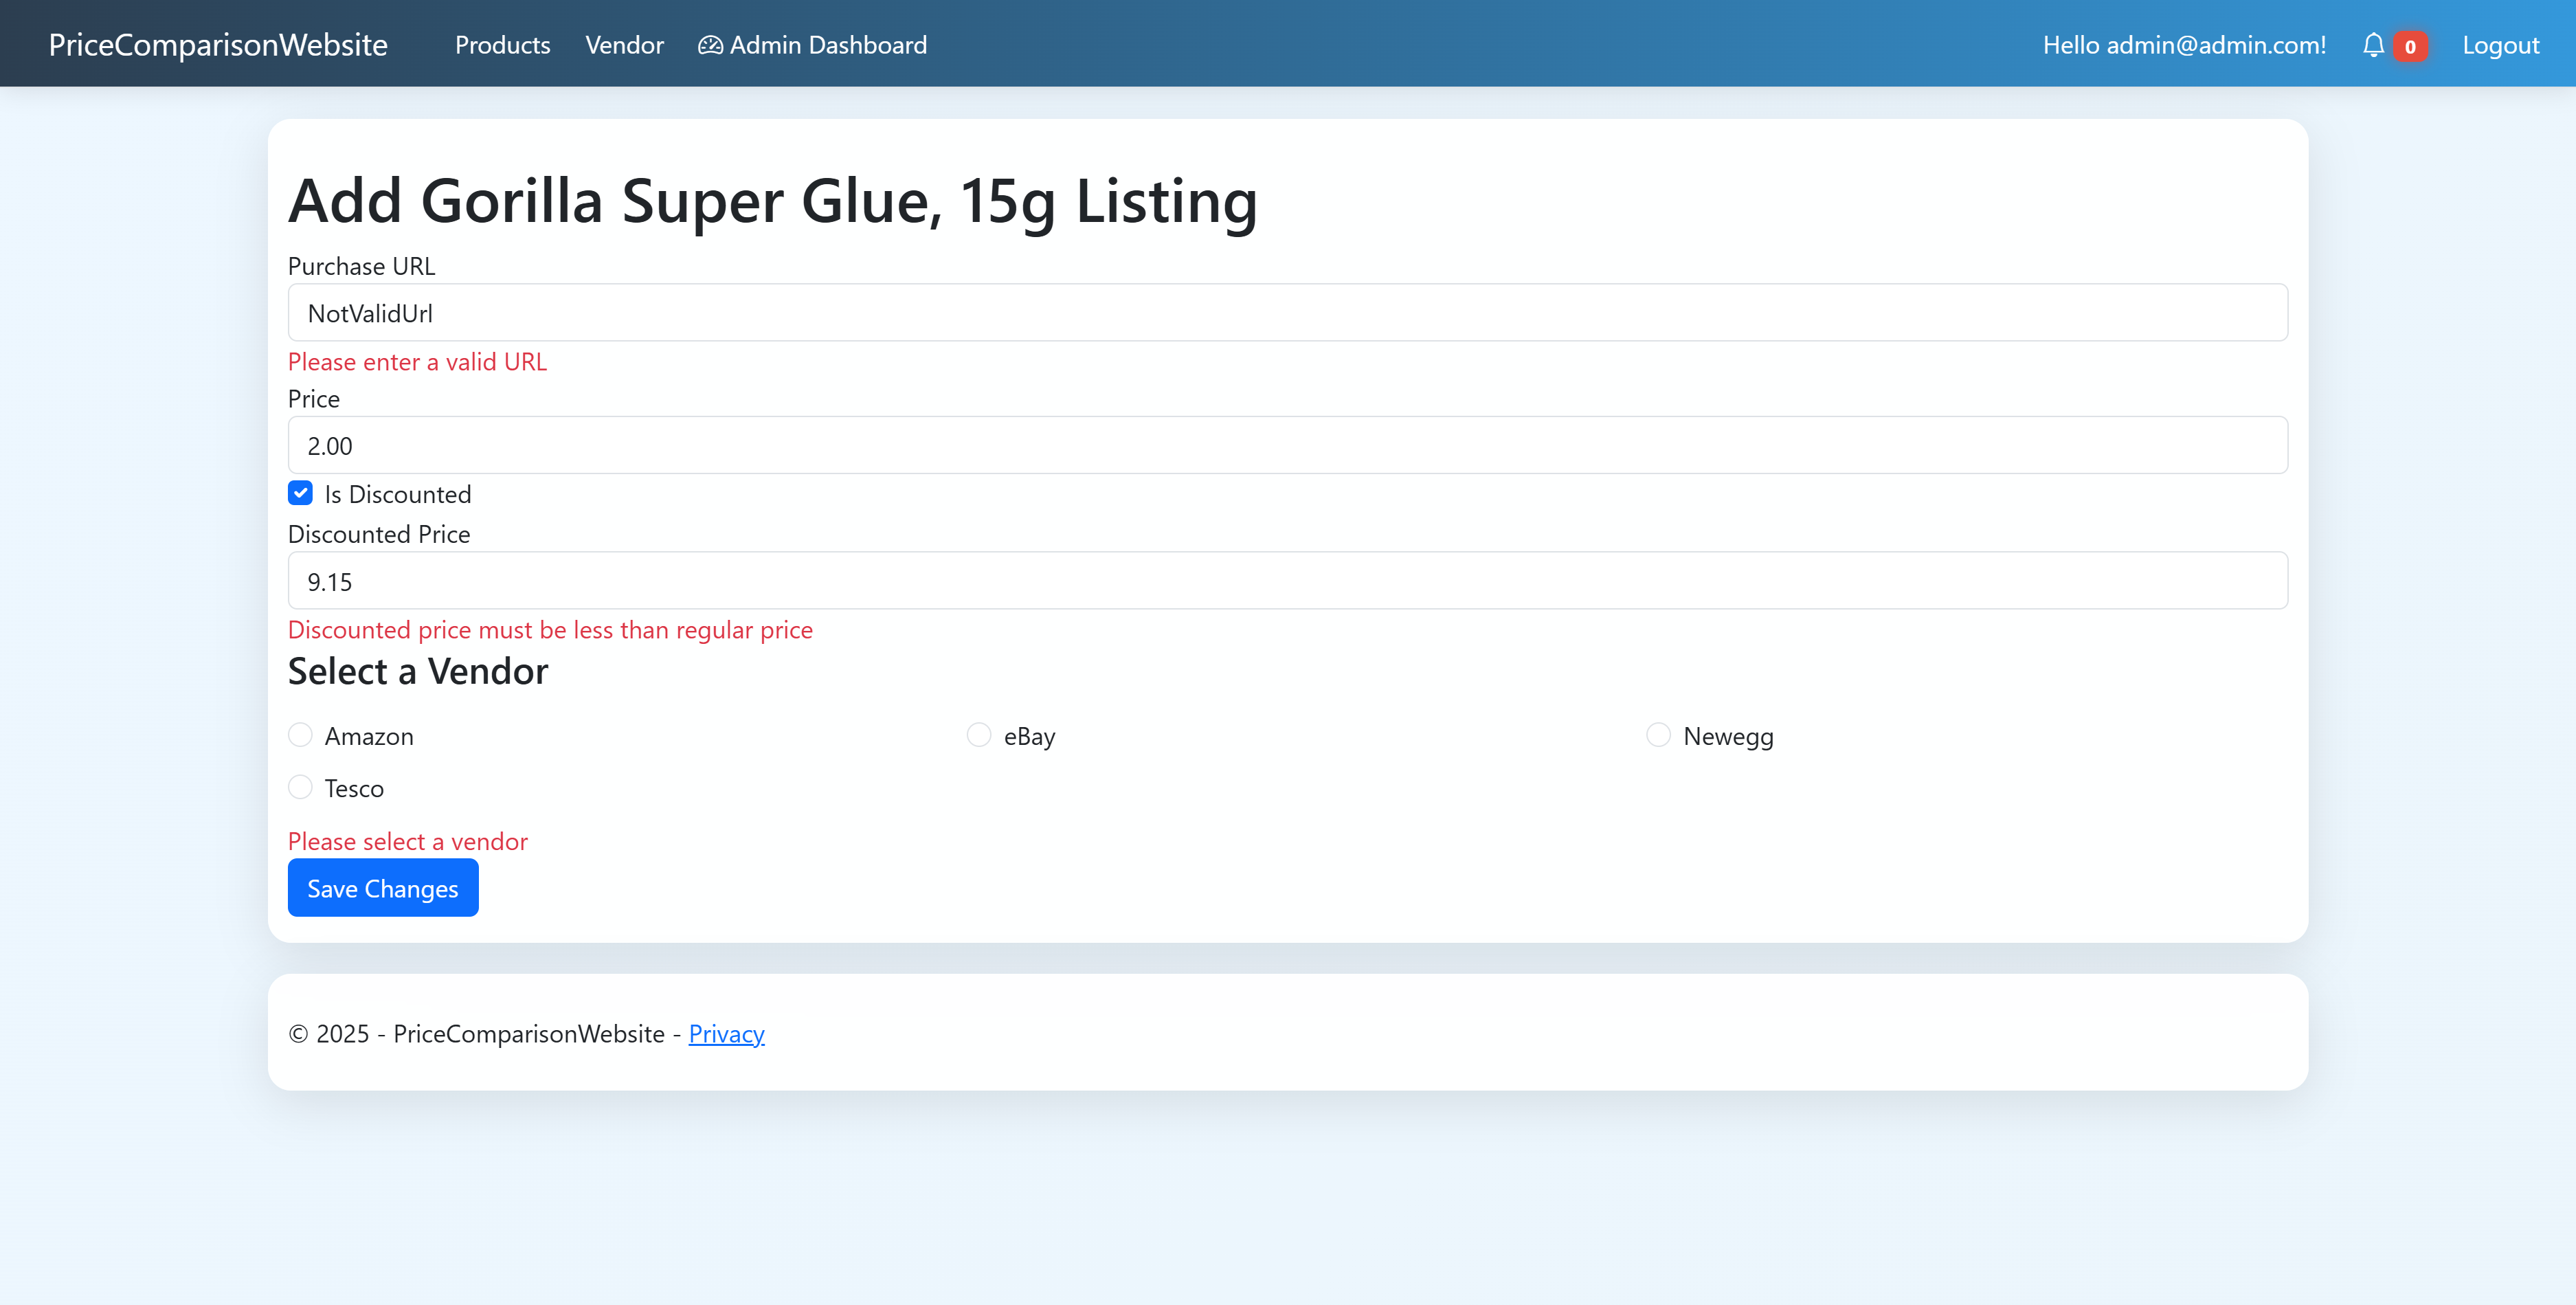 PriceComparisonWebsite Products Vendor Admin Dashboard Hello admin@admin.com! 0 Logout
Add Gorilla Super Glue, 15g Listing
Purchase URL
NotValidUrl
Please enter a valid URL
Price
2.00
Is Discounted
Discounted Price
9.15
Discounted price must be less than regular price
Select a Vendor
Amazon eBay Newegg
Tesco
Please select a vendor
Save Changes
© 2025 - PriceComparisonWebsite - Privacy